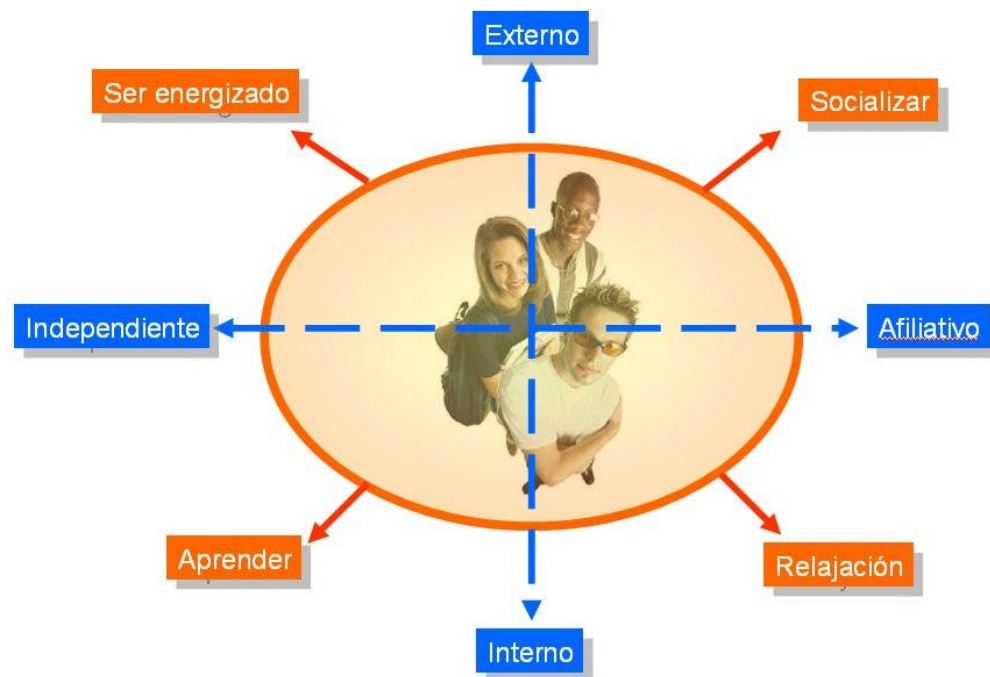 Externo
Ser energizado
Socializar
Independiente
Afiliativo
Aprender
Relajación
Interno